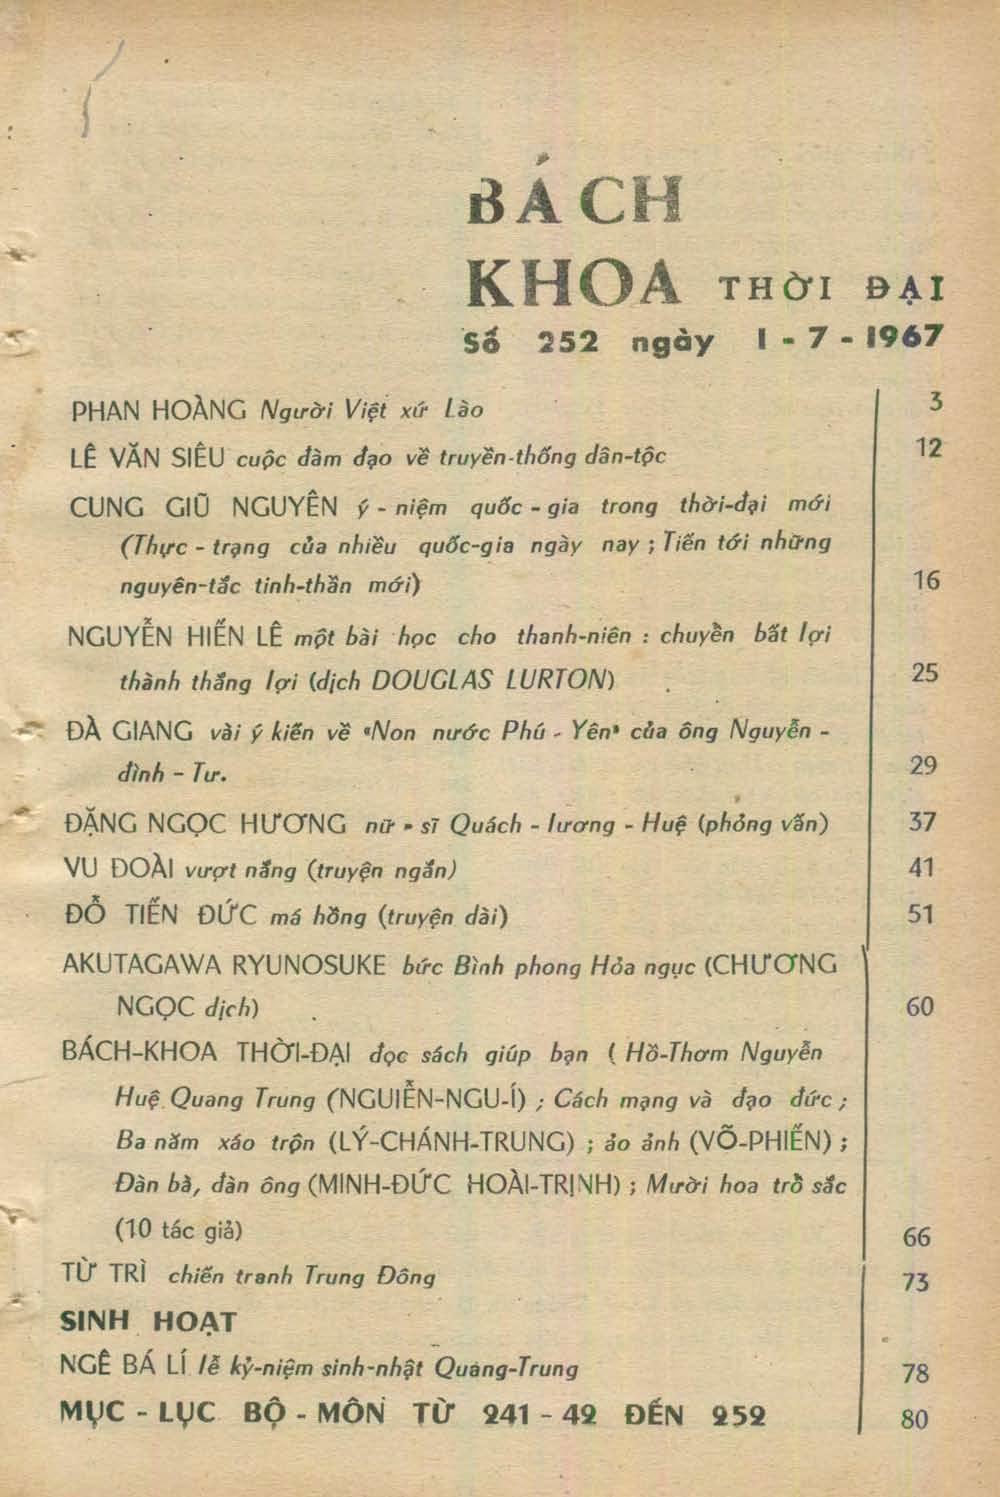 BÁCH
KHOA THỜI ĐẠI
Số 252 ngày 1 - 7 - 1967
PHAN HOÀNG Người Việt xứ Lào 3
LÊ VĂN SIÊU cuộc đàm đạo về truyền-thống dân-tộc 12
CUNG GIŨ NGUYÊN ý - niệm quốc - gia trong thời-đại mới
(Thực - trạng của nhiều quốc-gia ngày nay ; Tiến tới những
nguyên-tắc tinh-thần mới) 16
NGUYỄN HIẾN LÊ một bài học cho thanh-niên : chuyển bất lợi
thành thắng lợi (dịch DOUGLAS LURTON) 25
ĐÀ GIANG vài ý kiến về «Non nước Phú - Yên» của ông Nguyễn -
đình - Tư. 29
ĐẶNG NGỌC HƯƠNG nữ - sĩ Quách - lương - Huệ (phỏng vấn) 37
VU ĐOÀI vượt nắng (truyện ngắn) 41
ĐỖ TIẾN ĐỨC má hồng (truyện dài) 51
AKUTAGAWA RYUNOSUKE bức Bình phong Hỏa ngục (CHƯƠNG
NGỌC dịch) 60
BÁCH-KHOA THỜI-ĐẠI đọc sách giúp bạn ( Hồ-Thơm Nguyễn
Huệ Quang Trung (NGUIỄN-NGU-Í) ; Cách mạng và đạo đức ;
Ba năm xáo trộn (LÝ-CHÁNH-TRUNG) ; ảo ảnh (VÕ-PHIẾN) ;
Đàn bà, đàn ông (MINH-ĐỨC HOÀI-TRỊNH) ; Mười hoa trổ sắc
(10 tác giả) 66
TỪ TRÌ chiến tranh Trung Đông 73
SINH HOẠT
NGÊ BÁ LÍ lễ kỷ-niệm sinh-nhật Quang-Trung 78
MỤC - LỤC BỘ - MÔN TỪ 241 - 42 ĐẾN 252 80